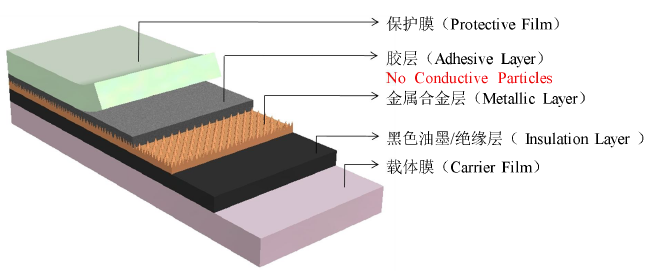 保护膜（Protective Film）
胶层（Adhesive Layer）
No Conductive Particles
金属合金层（Metallic Layer）
黑色油墨/绝缘层（ Insulation Layer ）
载体膜（Carrier Film）